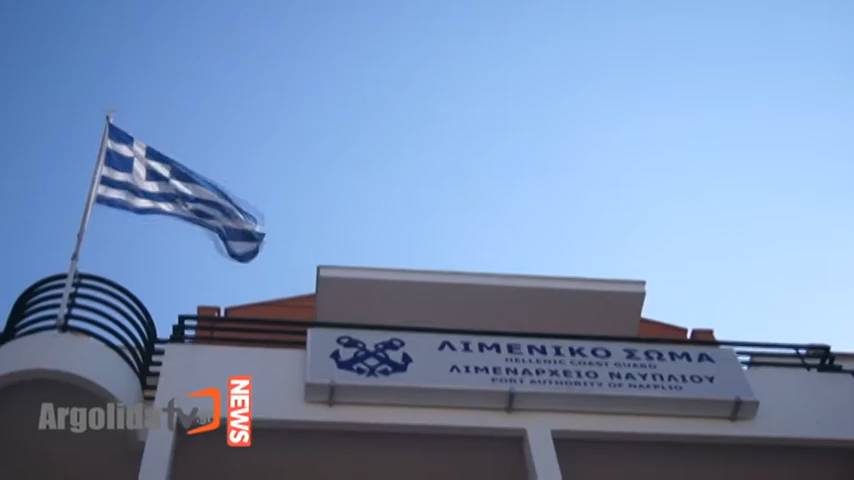 ΛΙΜΕΝΙΚΟ ΣΩΜΑ
HELLENIC COAST GUARD
ΛΙΜΕΝΑΡΧΕΙΟ ΝΑΥΠΛΙΟΥ
PORT AUTHORITY OF NAFPLIO
Argolida tv
NEWS